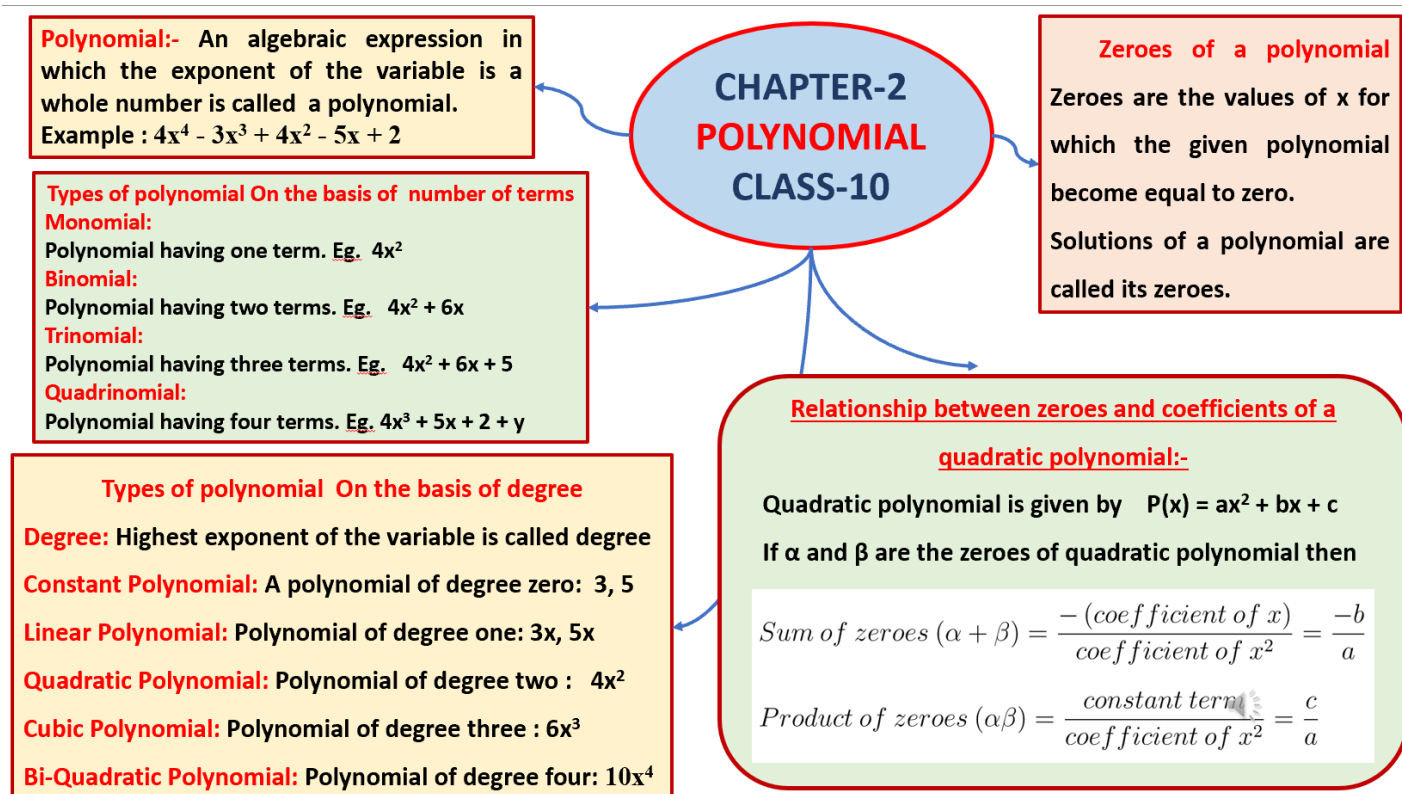 CHAPTER-2
POLYNOMIAL
CLASS-10
Polynomial:- An algebraic expression in
which the exponent of the variable is a
whole number is called a polynomial.
Example : 4x⁴ - 3x³ + 4x² - 5x + 2
Zeroes of a polynomial
Zeroes are the values of x for
which the given polynomial
become equal to zero.
Solutions of a polynomial are
called its zeroes.
Types of polynomial On the basis of number of terms
Monomial:
Polynomial having one term. Eg. 4x²
Binomial:
Polynomial having two terms. Eg. 4x² + 6x
Trinomial:
Polynomial having three terms. Eg. 4x² + 6x + 5
Quadrinomial:
Polynomial having four terms. Eg. 4x³ + 5x + 2 + y
Types of polynomial On the basis of degree
Degree: Highest exponent of the variable is called degree
Constant Polynomial: A polynomial of degree zero: 3, 5
Linear Polynomial: Polynomial of degree one: 3x, 5x
Quadratic Polynomial: Polynomial of degree two : 4x²
Cubic Polynomial: Polynomial of degree three : 6x³
Bi-Quadratic Polynomial: Polynomial of degree four: 10x⁴
Relationship between zeroes and coefficients of a
quadratic polynomial:-
Quadratic polynomial is given by P(x) = ax² + bx + c
If α and β are the zeroes of quadratic polynomial then
Sum of zeroes (α + β) = − (coefficient of x) / coefficient of x² = −b / a
Product of zeroes (αβ) = constant term / coefficient of x² = c / a